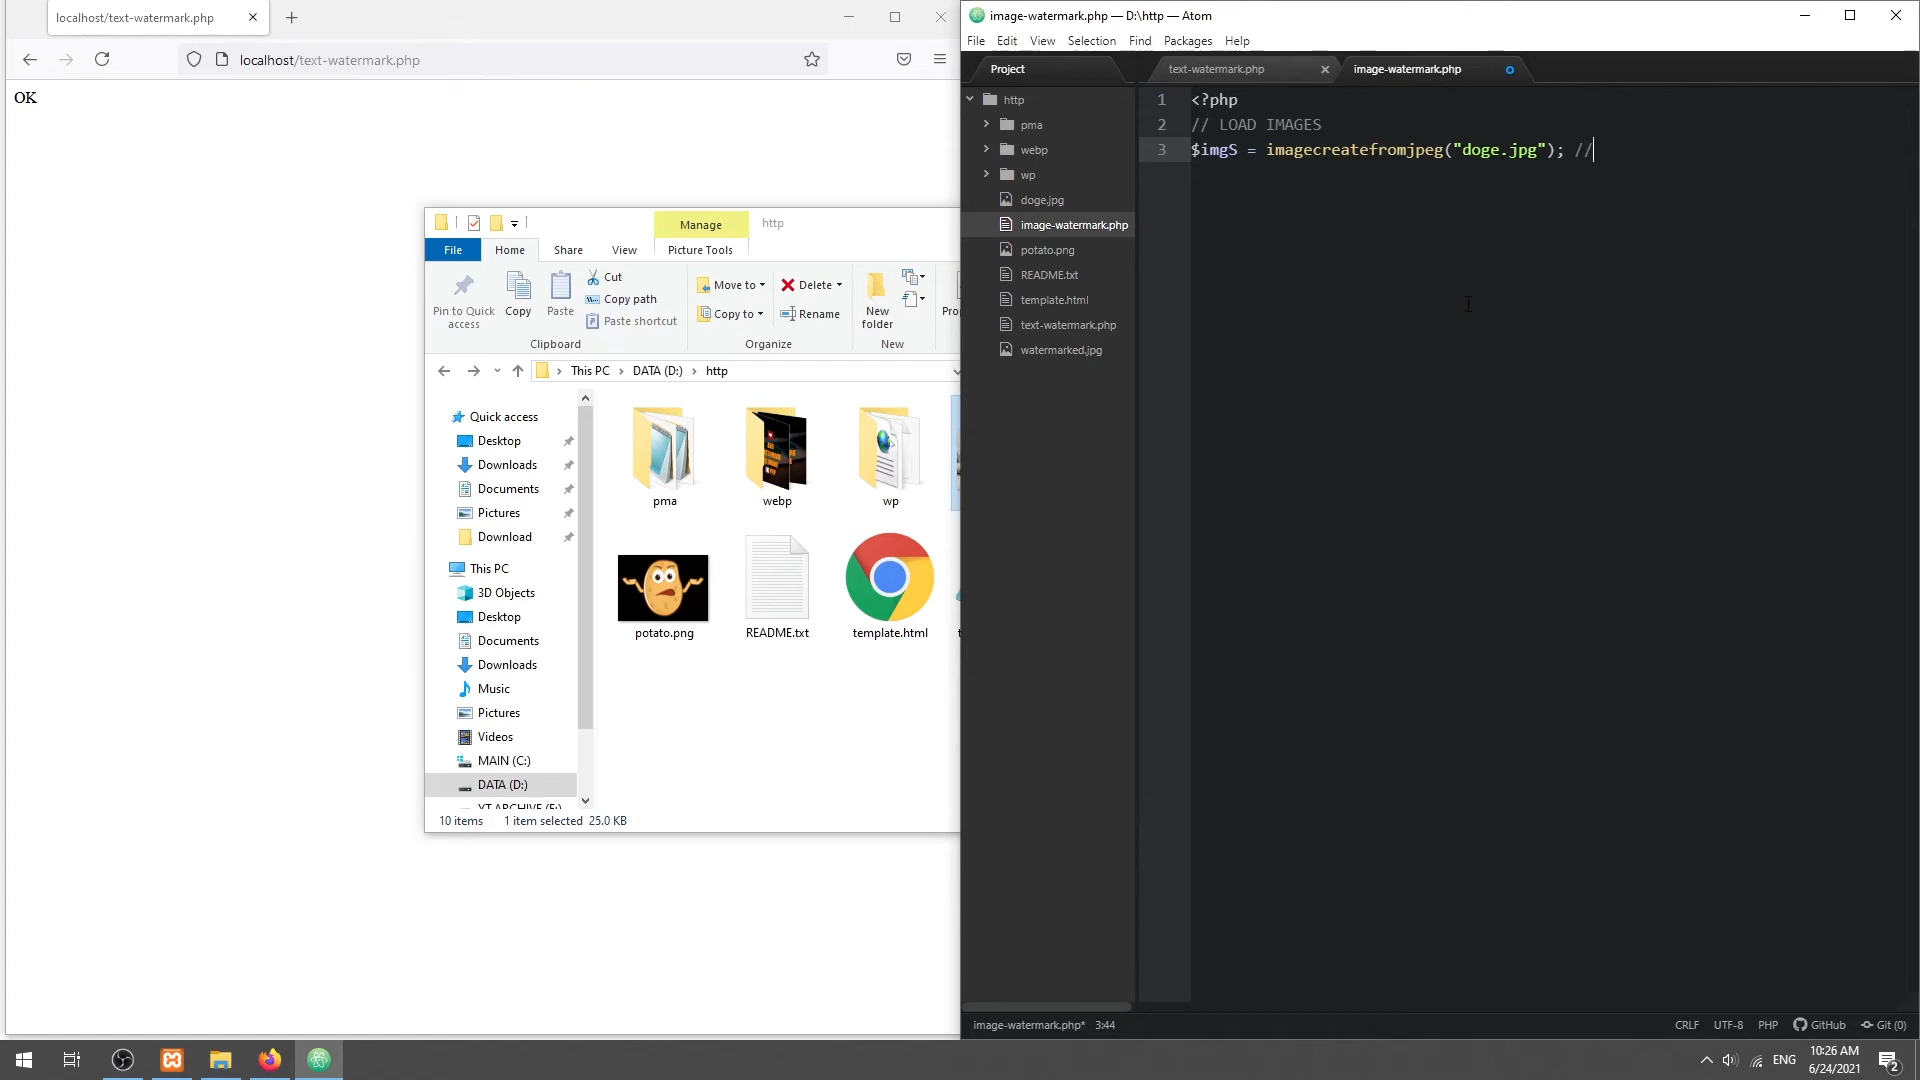 localhost/text-watermark.php
localhost/text-watermark.php
OK
Manage
http
File
Home
Share
View
Picture Tools
Pin to Quick
access
Copy
Paste
Cut
Copy path
Paste shortcut
Move to
Copy to
Delete
Rename
New
folder
Clipboard
Organize
New
This PC
DATA (D:)
http
Quick access
Desktop
Downloads
Documents
Pictures
Download
This PC
3D Objects
Desktop
Documents
Downloads
Music
Pictures
Videos
MAIN (C:)
DATA (D:)
pma
webp
wp
potato.png
README.txt
template.html
10 items
1 item selected 25.0 KB
image-watermark.php — D:\http — Atom
File Edit View Selection Find Packages Help
Project
text-watermark.php
image-watermark.php
http
pma
webp
wp
doge.jpg
image-watermark.php
potato.png
README.txt
template.html
text-watermark.php
watermarked.jpg
1 <?php
2 // LOAD IMAGES
3 $imgS = imagecreatefromjpeg("doge.jpg"); //
image-watermark.php* 3:44
CRLF UTF-8 PHP GitHub Git (0)
ENG
10:26 AM
6/24/2021
2